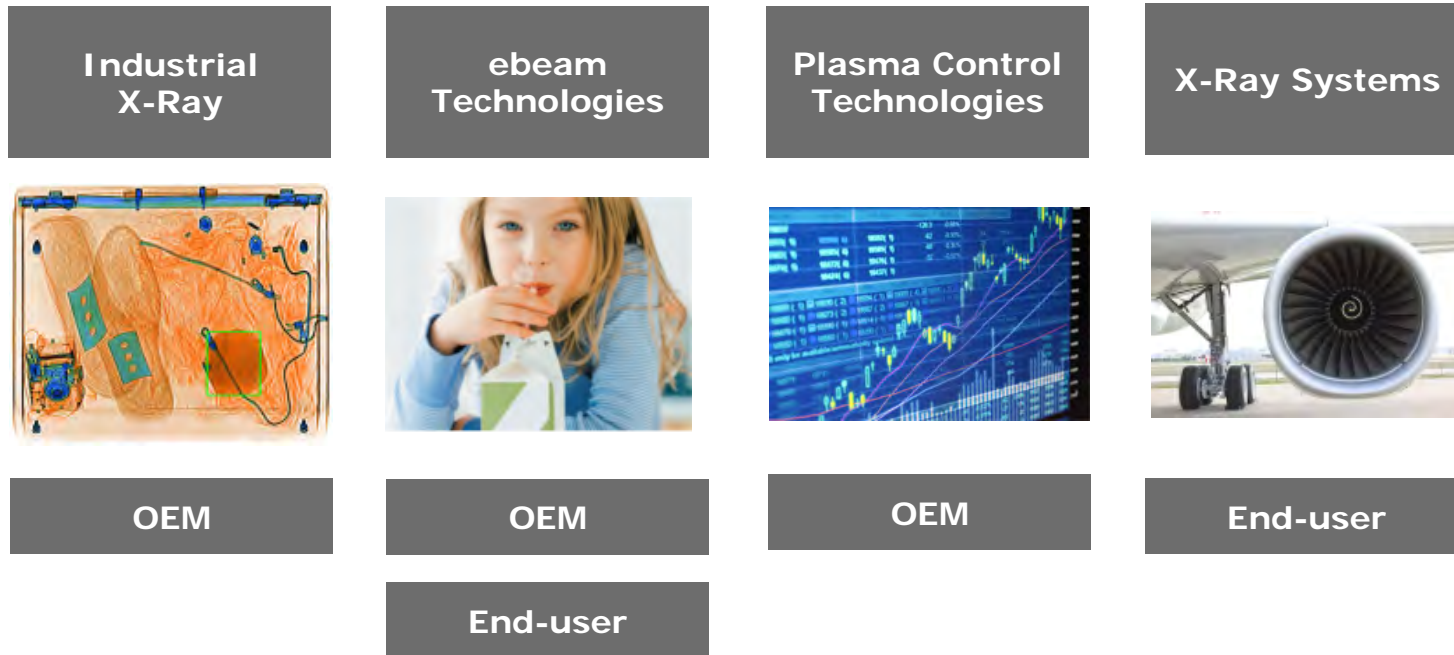 Industrial
X-Ray
ebeam
Technologies
Plasma Control
Technologies
X-Ray Systems
OEM
OEM
OEM
End-user
End-user